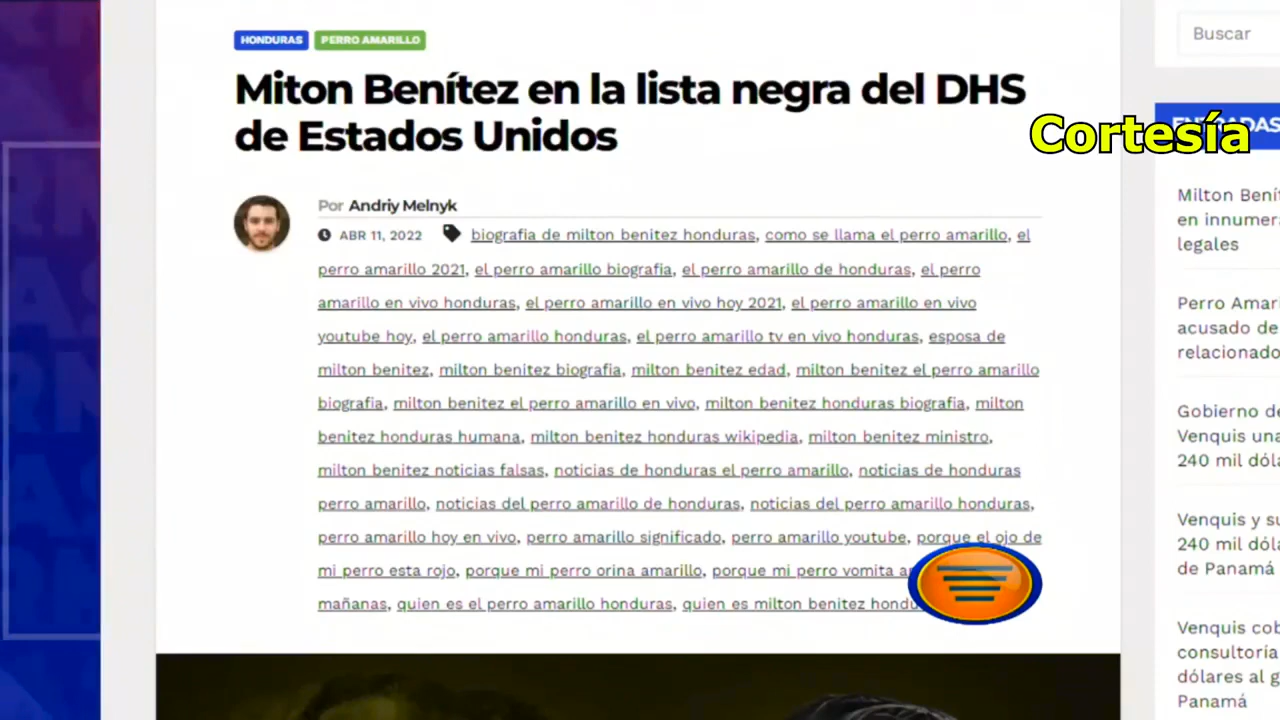 HONDURAS PERRO AMARILLO
Miton Benítez en la lista negra del DHS
de Estados Unidos
Por Andriy Melnyk
ABR 11, 2022 biografia de milton benitez honduras, como se llama el perro amarillo, el
perro amarillo 2021, el perro amarillo biografia, el perro amarillo de honduras, el perro
amarillo en vivo honduras, el perro amarillo en vivo hoy 2021, el perro amarillo en vivo
youtube hoy, el perro amarillo honduras, el perro amarillo tv en vivo honduras, esposa de
milton benitez, milton benitez biografia, milton benitez edad, milton benitez el perro amarillo
biografia, milton benitez el perro amarillo en vivo, milton benitez honduras biografia, milton
benitez honduras humana, milton benitez honduras wikipedia, milton benitez ministro,
milton benitez noticias falsas, noticias de honduras el perro amarillo, noticias de honduras
perro amarillo, noticias del perro amarillo de honduras, noticias del perro amarillo honduras,
perro amarillo hoy en vivo, perro amarillo significado, perro amarillo youtube, porque el ojo de
mi perro esta rojo, porque mi perro orina amarillo, porque mi perro vomita
mañanas, quien es el perro amarillo honduras, quien es milton benitez
Cortesía
Buscar
Milton
en
legales
Perro
acusado de
relacionado
Gobierno
Venquis
240 mil
Venquis y
240 mil
de Panamá
Venquis
consultoría
dólares al
Panamá